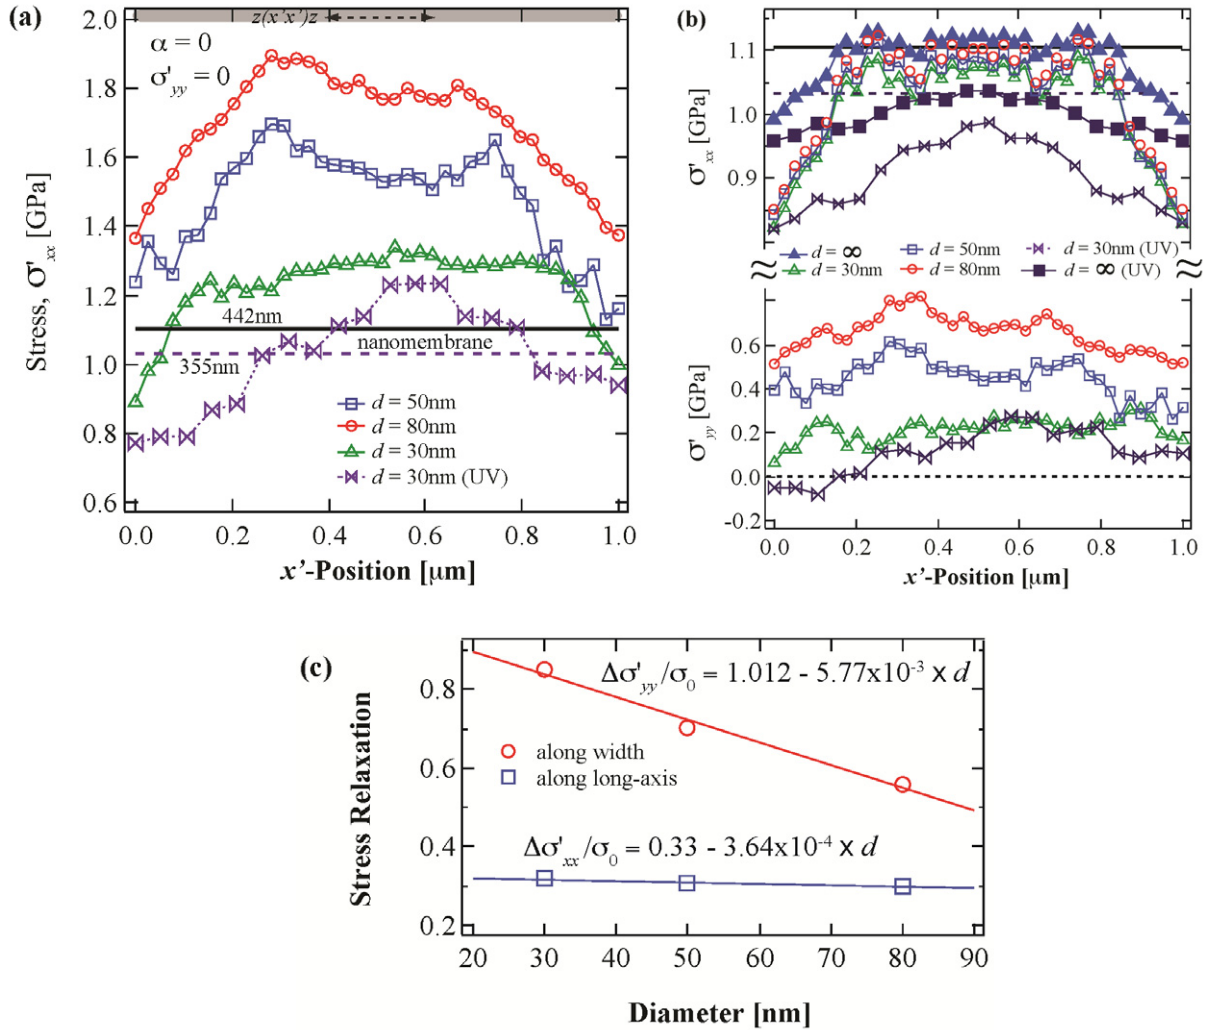 (a)
z(x'x')z
α = 0
σ'yy = 0
2.0
1.8
1.6
1.4
1.2
1.0
0.8
0.6
Stress, σ'xx [GPa]
442nm
nanomembrane
355nm
d = 50nm
d = 80nm
d = 30nm
d = 30nm (UV)
0.0 0.2 0.4 0.6 0.8 1.0
x'-Position [μm]
(b)
1.1
1.0
0.9
σ'xx [GPa]
d = ∞ d = 50nm d = 30nm (UV)
d = 30nm d = 80nm d = ∞ (UV)
0.6
0.4
0.2
0.0
-0.2
σ'yy [GPa]
0.0 0.2 0.4 0.6 0.8 1.0
x'-Position [μm]
(c)
Δσ'yy/σ0 = 1.012 - 5.77x10-3 x d
along width
along long-axis
Δσ'xx/σ0 = 0.33 - 3.64x10-4 x d
0.8
0.6
0.4
0.2
Stress Relaxation
20 30 40 50 60 70 80 90
Diameter [nm]